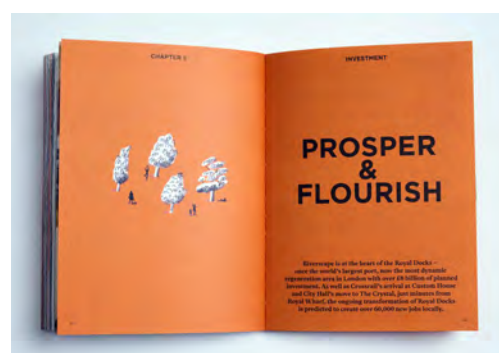 CHAPTER 5
INVESTMENT
PROSPER
&
FLOURISH
Riverscape is at the heart of the Royal Docks –
once the world's largest port, now the most dynamic
regeneration area in London with over £8 billion of planned
investment. As well as Crossrail's arrival at Custom House
and City Hall's move to The Crystal, just minutes from
Royal Wharf, the ongoing transformation of Royal Docks
is predicted to create over 60,000 new jobs locally.